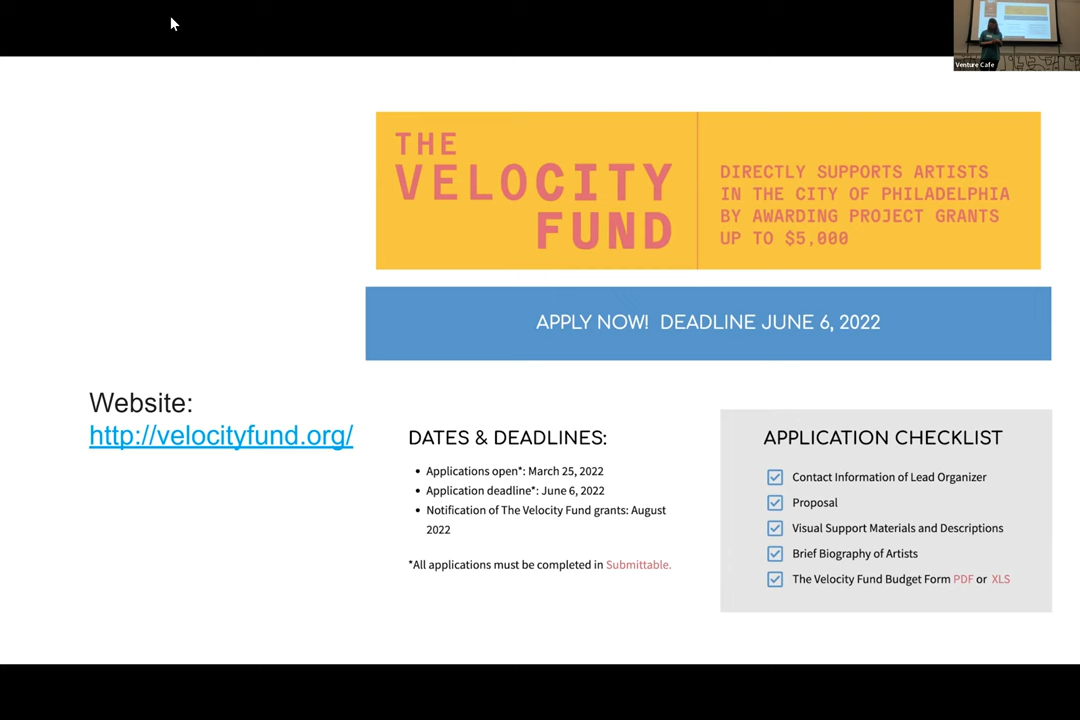 Venture Cafe
THE
VELOCITY
FUND
DIRECTLY SUPPORTS ARTISTS
IN THE CITY OF PHILADELPHIA
BY AWARDING PROJECT GRANTS
UP TO $5,000
APPLY NOW! DEADLINE JUNE 6, 2022
Website:
http://velocityfund.org/
DATES & DEADLINES:
• Applications open*: March 25, 2022
• Application deadline*: June 6, 2022
• Notification of The Velocity Fund grants: August
2022
*All applications must be completed in Submittable.
APPLICATION CHECKLIST
Contact Information of Lead Organizer
Proposal
Visual Support Materials and Descriptions
Brief Biography of Artists
The Velocity Fund Budget Form PDF or XLS